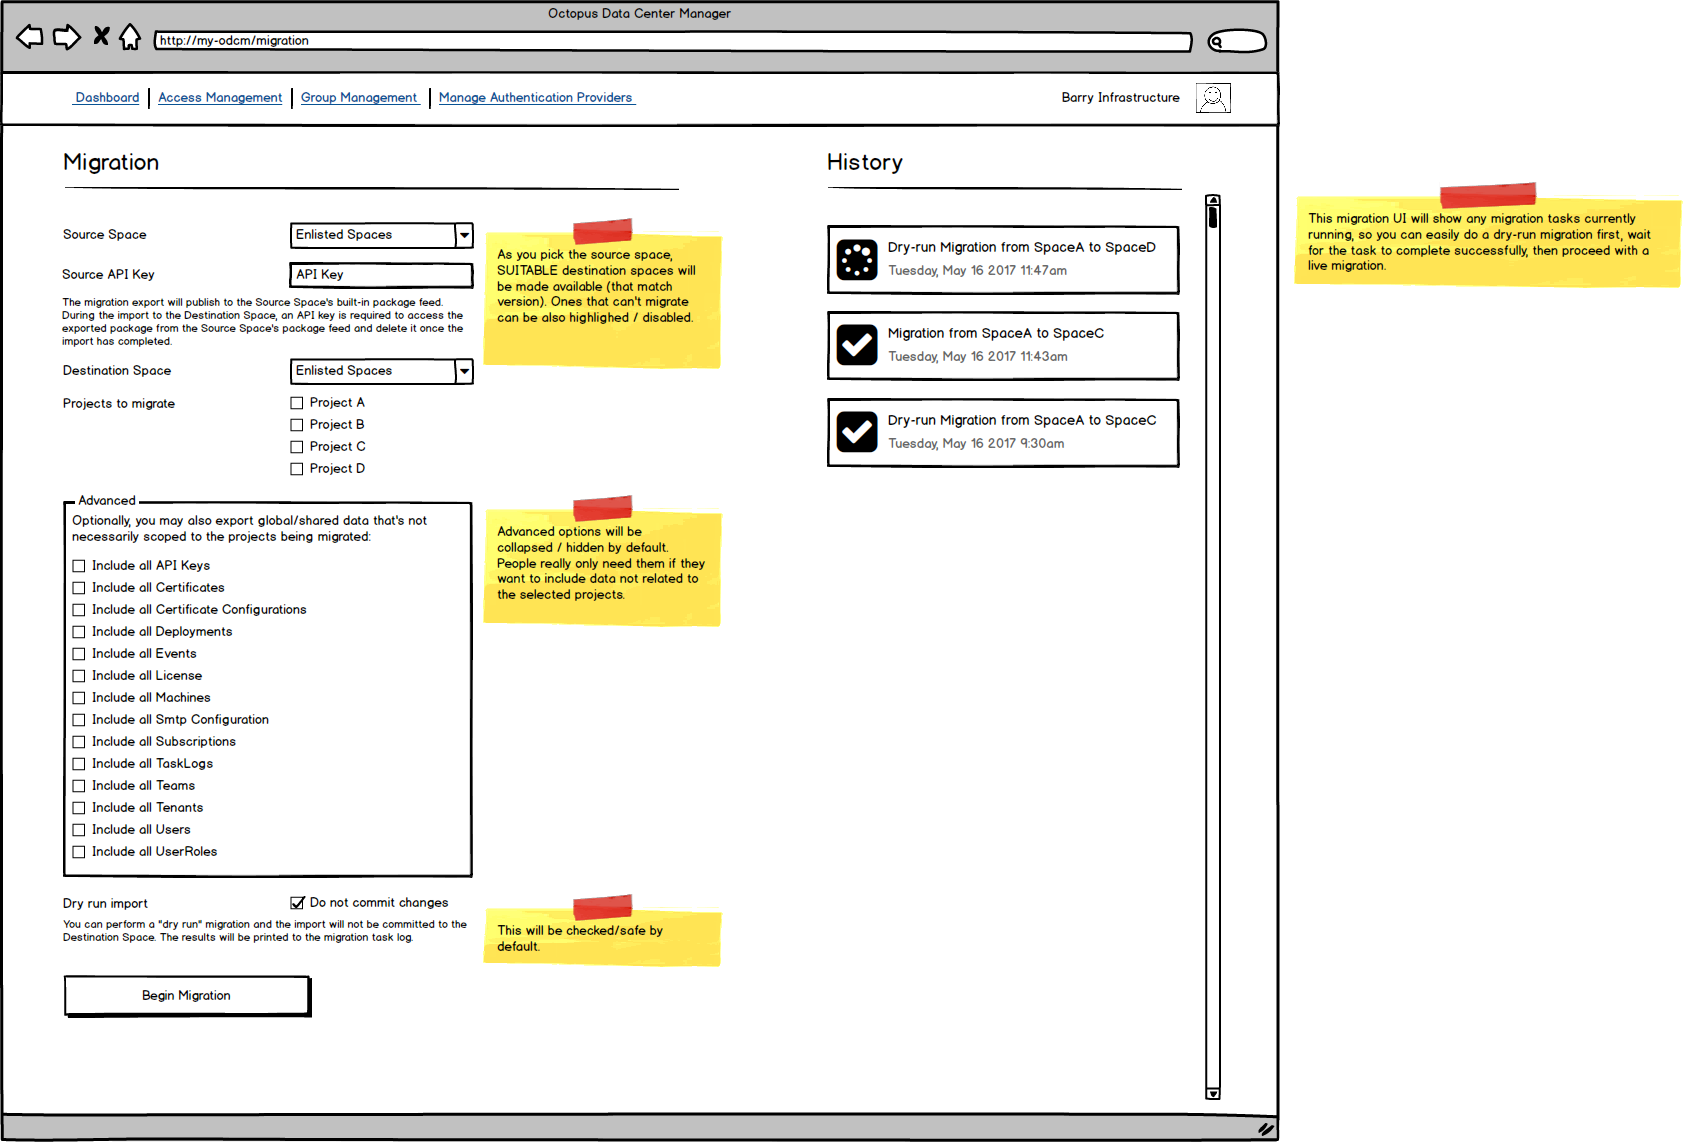 Octopus Data Center Manager
http://my-odcm/migration
Dashboard
Access Management
Group Management
Manage Authentication Providers
Barry Infrastructure
Migration
Source Space
Enlisted Spaces
Source API Key
API Key
The migration export will publish to the Source Space's built-in package feed.
During the import to the Destination Space, an API key is required to access the
exported package from the Source Space's package feed and delete it once the
import has completed.
Destination Space
Enlisted Spaces
Projects to migrate
Project A
Project B
Project C
Project D
As you pick the source space,
SUITABLE destination spaces will
be made available (that match
version). Ones that can't migrate
can be also highlighed / disabled.
Advanced
Optionally, you may also export global/shared data that's not
necessarily scoped to the projects being migrated:
Include all API Keys
Include all Certificates
Include all Certificate Configurations
Include all Deployments
Include all Events
Include all License
Include all Machines
Include all Smtp Configuration
Include all Subscriptions
Include all TaskLogs
Include all Teams
Include all Tenants
Include all Users
Include all UserRoles
Advanced options will be
collapsed / hidden by default.
People really only need them if they
want to include data not related to
the selected projects.
Dry run import
Do not commit changes
You can perform a "dry run" migration and the import will not be committed to the
Destination Space. The results will be printed to the migration task log.
This will be checked/safe by
default.
Begin Migration
History
Dry-run Migration from SpaceA to SpaceD
Tuesday, May 16 2017 11:47am
Migration from SpaceA to SpaceC
Tuesday, May 16 2017 11:43am
Dry-run Migration from SpaceA to SpaceC
Tuesday, May 16 2017 9:30am
This migration UI will show any migration tasks currently
running, so you can easily do a dry-run migration first, wait
for the task to complete successfully, then proceed with a
live migration.